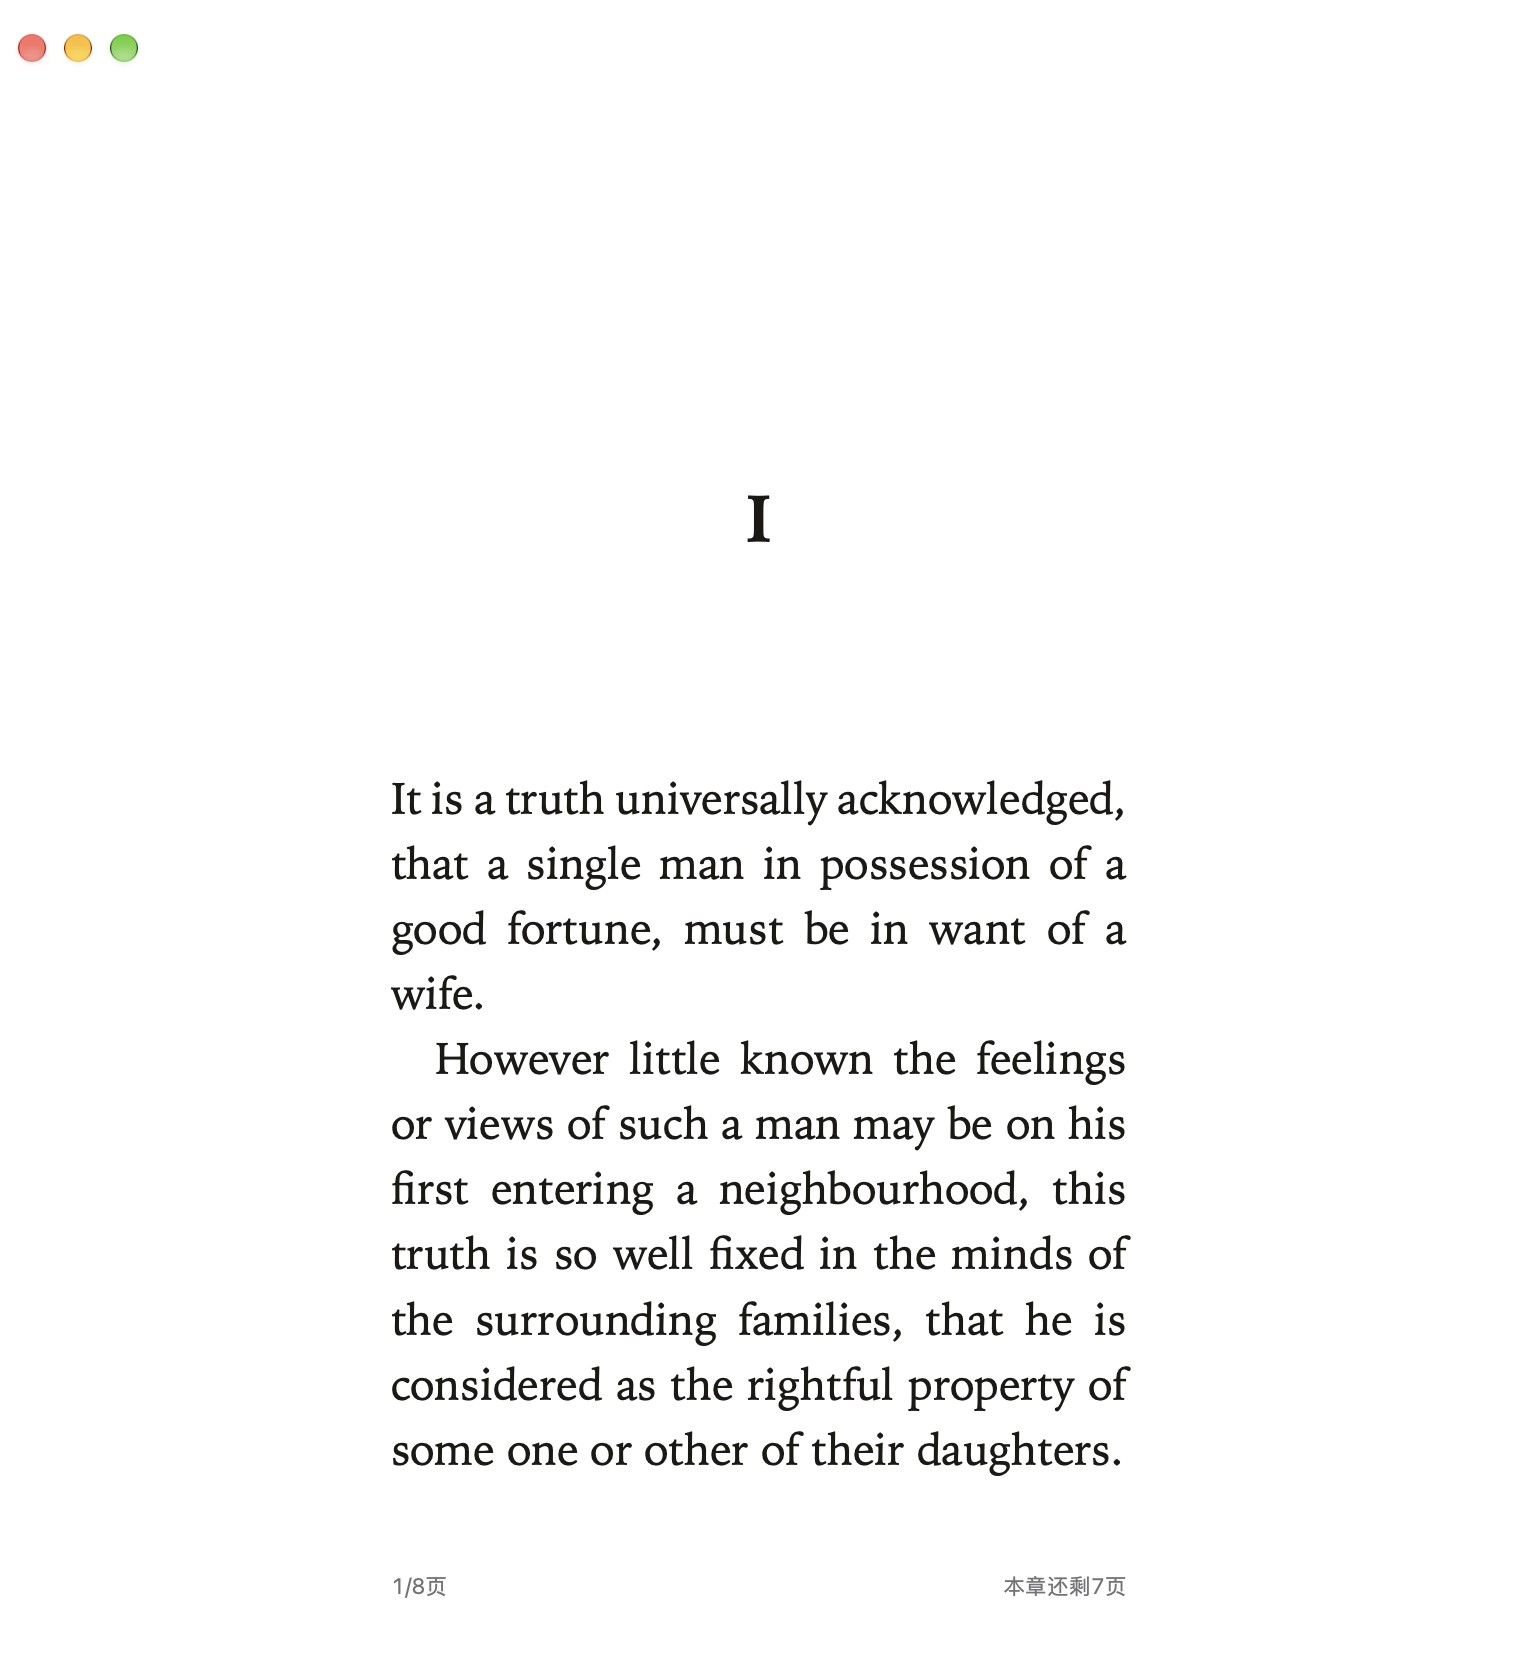 I
It is a truth universally acknowledged,
that a single man in possession of a
good fortune, must be in want of a
wife.
However little known the feelings
or views of such a man may be on his
first entering a neighbourhood, this
truth is so well fixed in the minds of
the surrounding families, that he is
considered as the rightful property of
some one or other of their daughters.
1/8页
本章还剩7页